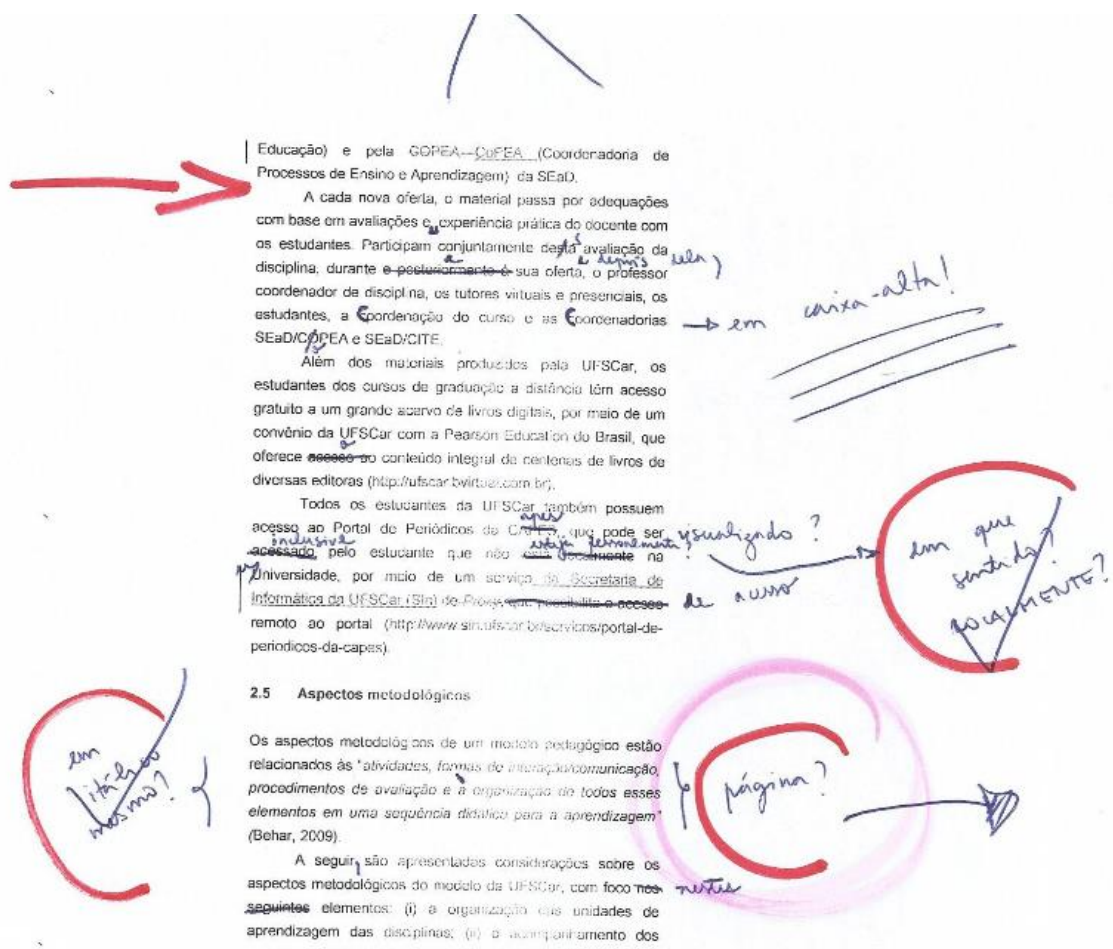 Educação) e pela COPEA--CoPEA (Coordenadoria de
Processos de Ensino e Aprendizagem) da SEaD.
A cada nova oferta, o material passa por adequações
com base em avaliações e experiência prática do docente com
os estudantes. Participam conjuntamente desta avaliação da
e depois dela,
disciplina, durante e posteriormente à sua oferta, o professor
coordenador de disciplina, os tutores virtuais e presenciais, os
estudantes, a Coordenação do curso e as Coordenadorias
em caixa-alta!
SEaD/COPEA e SEaD/CITE.
Além dos materiais produzidos pela UFSCar, os
estudantes dos cursos de graduação a distância têm acesso
gratuito a um grande acervo de livros digitais, por meio de um
convênio da UFSCar com a Pearson Education do Brasil, que
oferece acesso ao conteúdo integral de centenas de livros de
diversas editoras (http://ufscar.bvirtual.com.br).
Todos os estudantes da UFSCar também possuem
acesso ao Portal de Periódicos da CAPES, que pode ser
visualizado?
inclusive
acessado pelo estudante que não está localmente na
em que
sentido?
LOCALMENTE?
Universidade, por meio de um serviço da Secretaria de
Informática da UFSCar (SIn) de Proxy que possibilita o acesso
de acesso
remoto ao portal (http://www.sin.ufscar.br/servicos/portal-de-
periodicos-da-capes).
2.5 Aspectos metodológicos
Os aspectos metodológicos de um modelo pedagógico estão
relacionados às "atividades, formas de interação/comunicação,
procedimentos de avaliação e à organização de todos esses
elementos em uma sequência didática para a aprendizagem"
(Behar, 2009).
em
itálico
mesmo?
página?
A seguir, são apresentadas considerações sobre os
aspectos metodológicos do modelo da UFSCar, com foco nos
nestes
seguintes elementos: (i) a organização das unidades de
aprendizagem das disciplinas; (ii) o acompanhamento dos